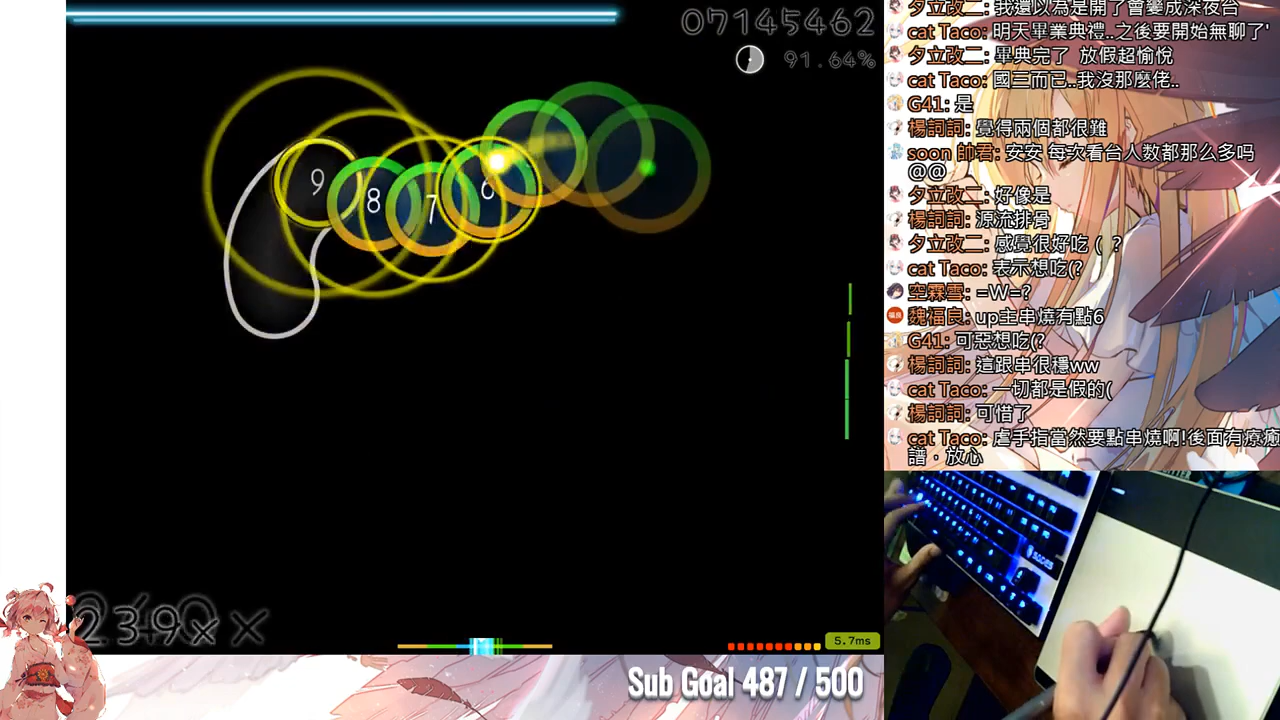 07145462
91.64%
9
8
7
6
5.7ms
Sub Goal 487 / 500
夕立改二: 我還以為是開了會變成深夜台
cat Taco: 明天畢業典禮..之後要開始無聊了'
夕立改二: 畢典完了 放假超愉悅
cat Taco: 國三而已..我沒那麼佬..
G41: 是
楊詞詞: 覺得兩個都很難
soon 帥君: 安安 每次看台人数都那么多吗
@@
夕立改二: 好像是
楊詞詞: 源流排骨
夕立改二: 感覺很好吃 ( ?
cat Taco: 表示想吃(?
空霖雪: =W=?
魏福良: up主串燒有點6
G41: 可惡想吃(?
楊詞詞: 這跟串很穩ww
cat Taco: 一切都是假的(
楊詞詞: 可惜了
cat Taco: 虐手指當然要點串燒啊!後面有療癒
譜，放心